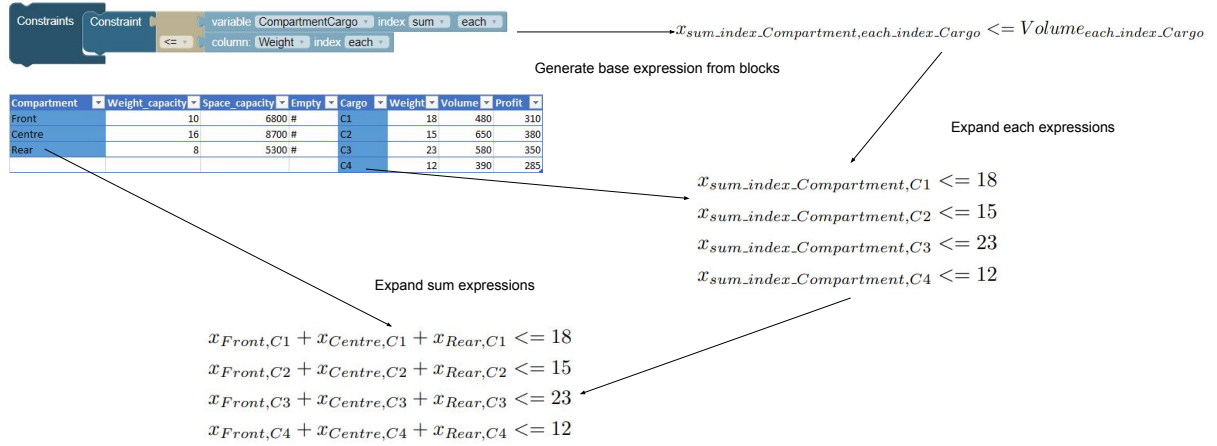 Constraints Constraint variable CompartmentCargo index sum each
<= column: Weight index each
x_{sum_index_Compartment,each_index_Cargo} <= Volume_{each_index_Cargo}
Generate base expression from blocks
Compartment Weight_capacity Space_capacity Empty Cargo Weight Volume Profit
Front 10 6800 # C1 18 480 310
Centre 16 8700 # C2 15 650 380
Rear 8 5300 # C3 23 580 350
C4 12 390 285
Expand each expressions
x_{sum_index_Compartment,C1} <= 18
x_{sum_index_Compartment,C2} <= 15
x_{sum_index_Compartment,C3} <= 23
x_{sum_index_Compartment,C4} <= 12
Expand sum expressions
x_{Front,C1} + x_{Centre,C1} + x_{Rear,C1} <= 18
x_{Front,C2} + x_{Centre,C2} + x_{Rear,C2} <= 15
x_{Front,C3} + x_{Centre,C3} + x_{Rear,C3} <= 23
x_{Front,C4} + x_{Centre,C4} + x_{Rear,C4} <= 12